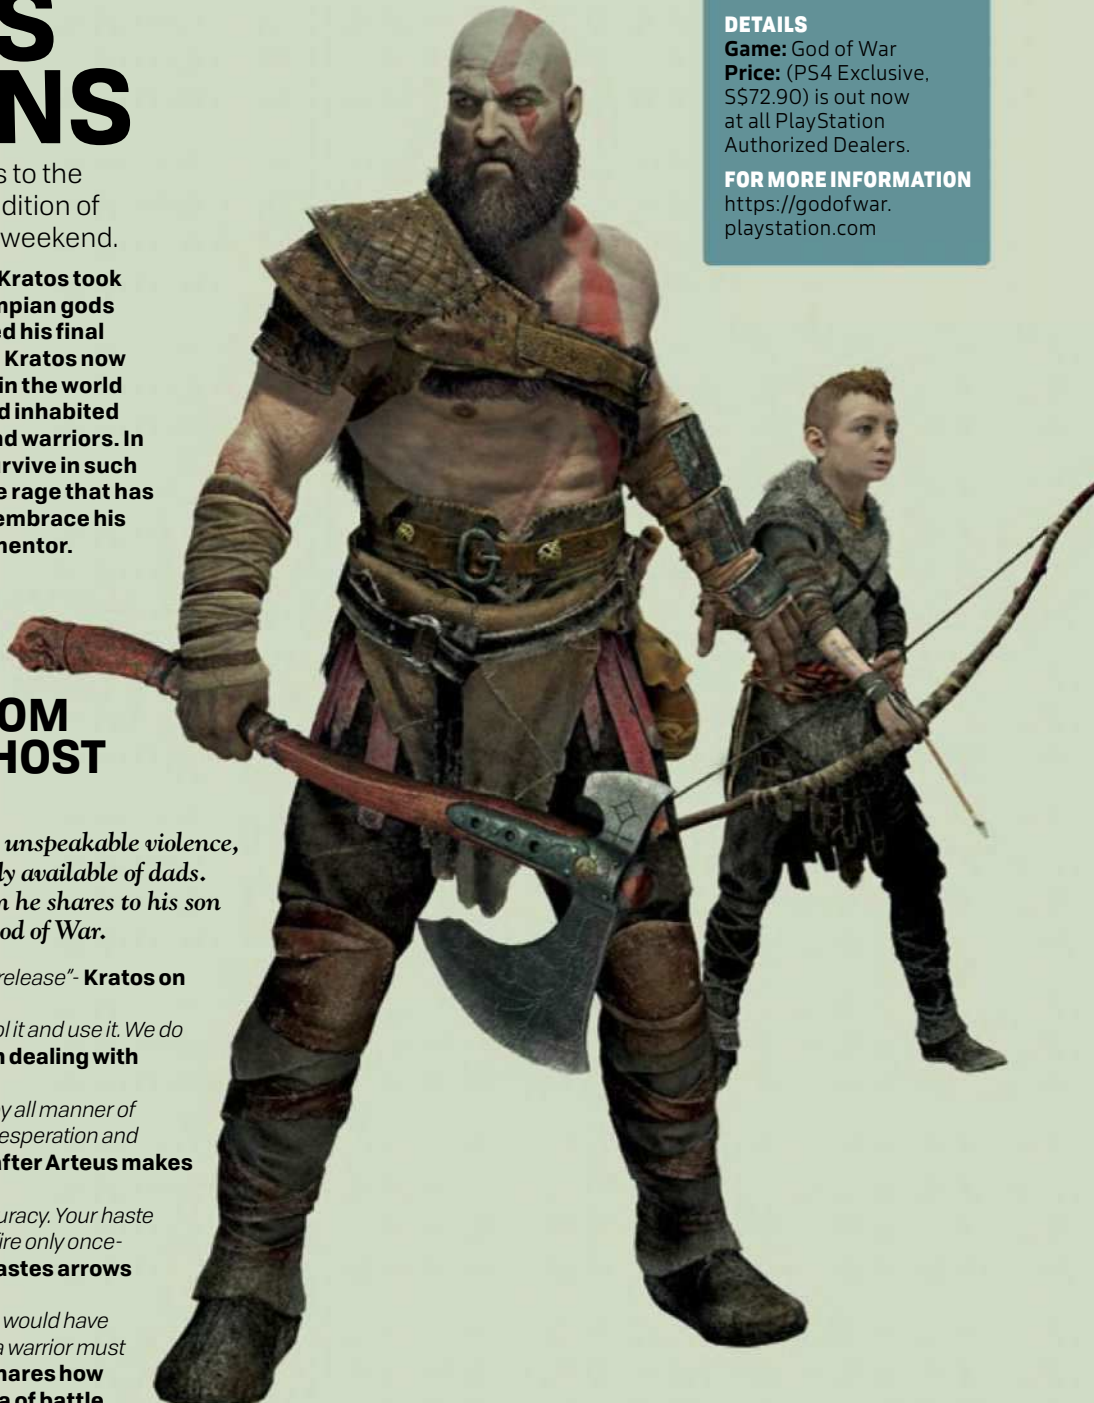 S
NS
s to the
dition of
weekend.
Kratos took
mpian gods
ed his final
Kratos now
in the world
d inhabited
nd warriors. In
urvive in such
e rage that has
embrace his
mentor.
OM
HOST
unspeakable violence,
ly available of dads.
n he shares to his son
od of War.
release"- Kratos on
ol it and use it. We do
n dealing with
y all manner of
esperation and
after Arteus makes
uracy. Your haste
fire only once-
astes arrows
would have
a warrior must
hares how
a of battle
DETAILS
Game: God of War
Price: (PS4 Exclusive,
S$72.90) is out now
at all PlayStation
Authorized Dealers.
FOR MORE INFORMATION
https://godofwar.
playstation.com